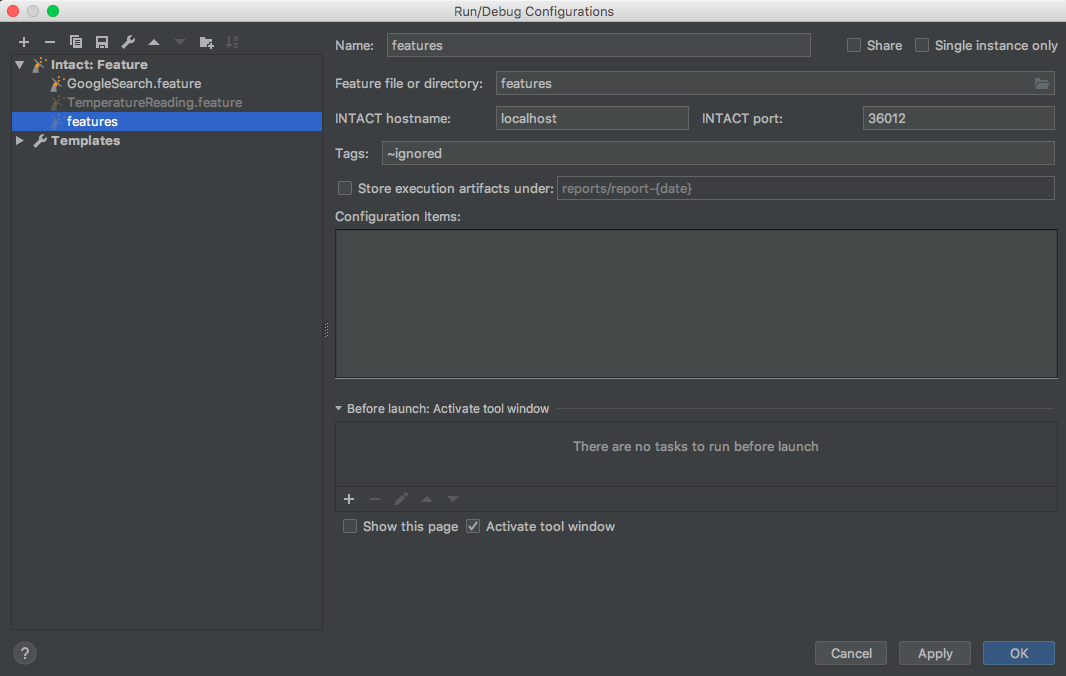 Run/Debug Configurations
Intact: Feature
GoogleSearch.feature
TemperatureReading.feature
features
Templates
Name: features Share Single instance only
Feature file or directory: features
INTACT hostname: localhost INTACT port: 36012
Tags: ~ignored
Store execution artifacts under: reports/report-{date}
Configuration Items:
Before launch: Activate tool window
There are no tasks to run before launch
Show this page Activate tool window
? Cancel Apply OK